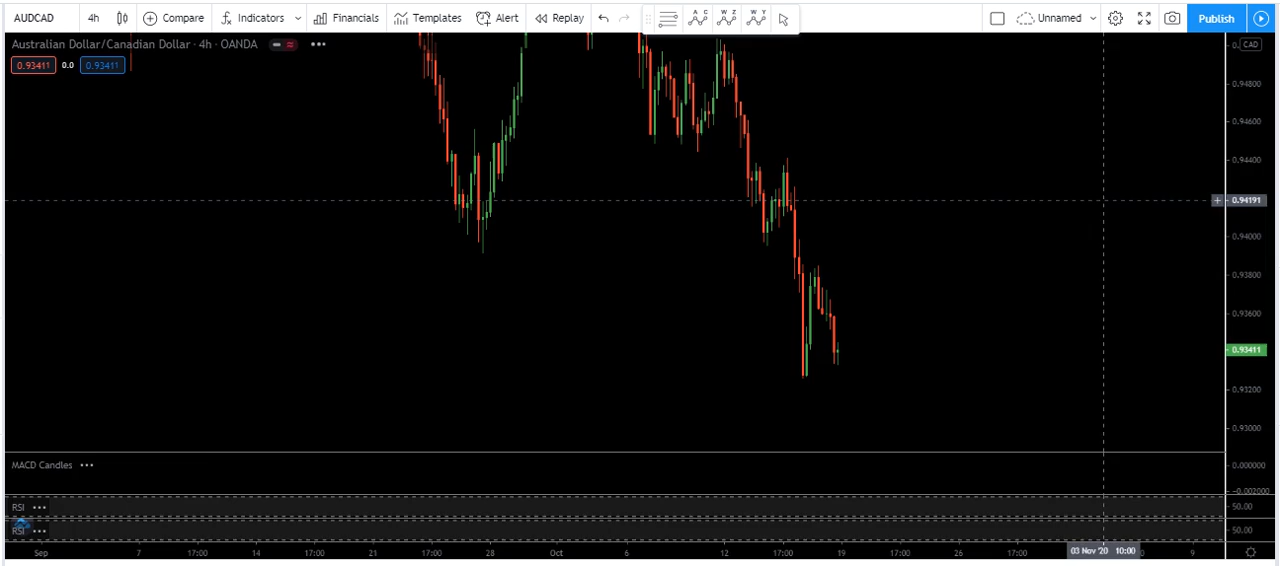 AUDCAD 4h Compare Indicators Financials Templates Alert Replay A C W Z W Y Unnamed Publish
Australian Dollar/Canadian Dollar · 4h · OANDA
CAD
0.93411 0.0 0.93411
0.94800
0.94600
0.94400
0.94191
0.94000
0.93800
0.93600
0.93411
0.93200
0.93000
MACD Candles
0.000000
−0.002000
RSI
50.00
RSI
50.00
Sep 7 17:00 14 17:00 21 17:00 28 Oct 6 12 17:00 19 17:00 26 17:00 03 Nov '20 10:00 9